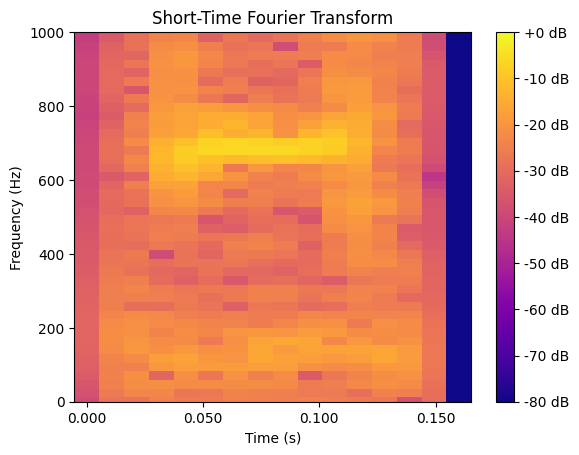 Short-Time Fourier Transform
1000
800
600
400
200
0
Frequency (Hz)
0.000
0.050
0.100
0.150
Time (s)
+0 dB
-10 dB
-20 dB
-30 dB
-40 dB
-50 dB
-60 dB
-70 dB
-80 dB